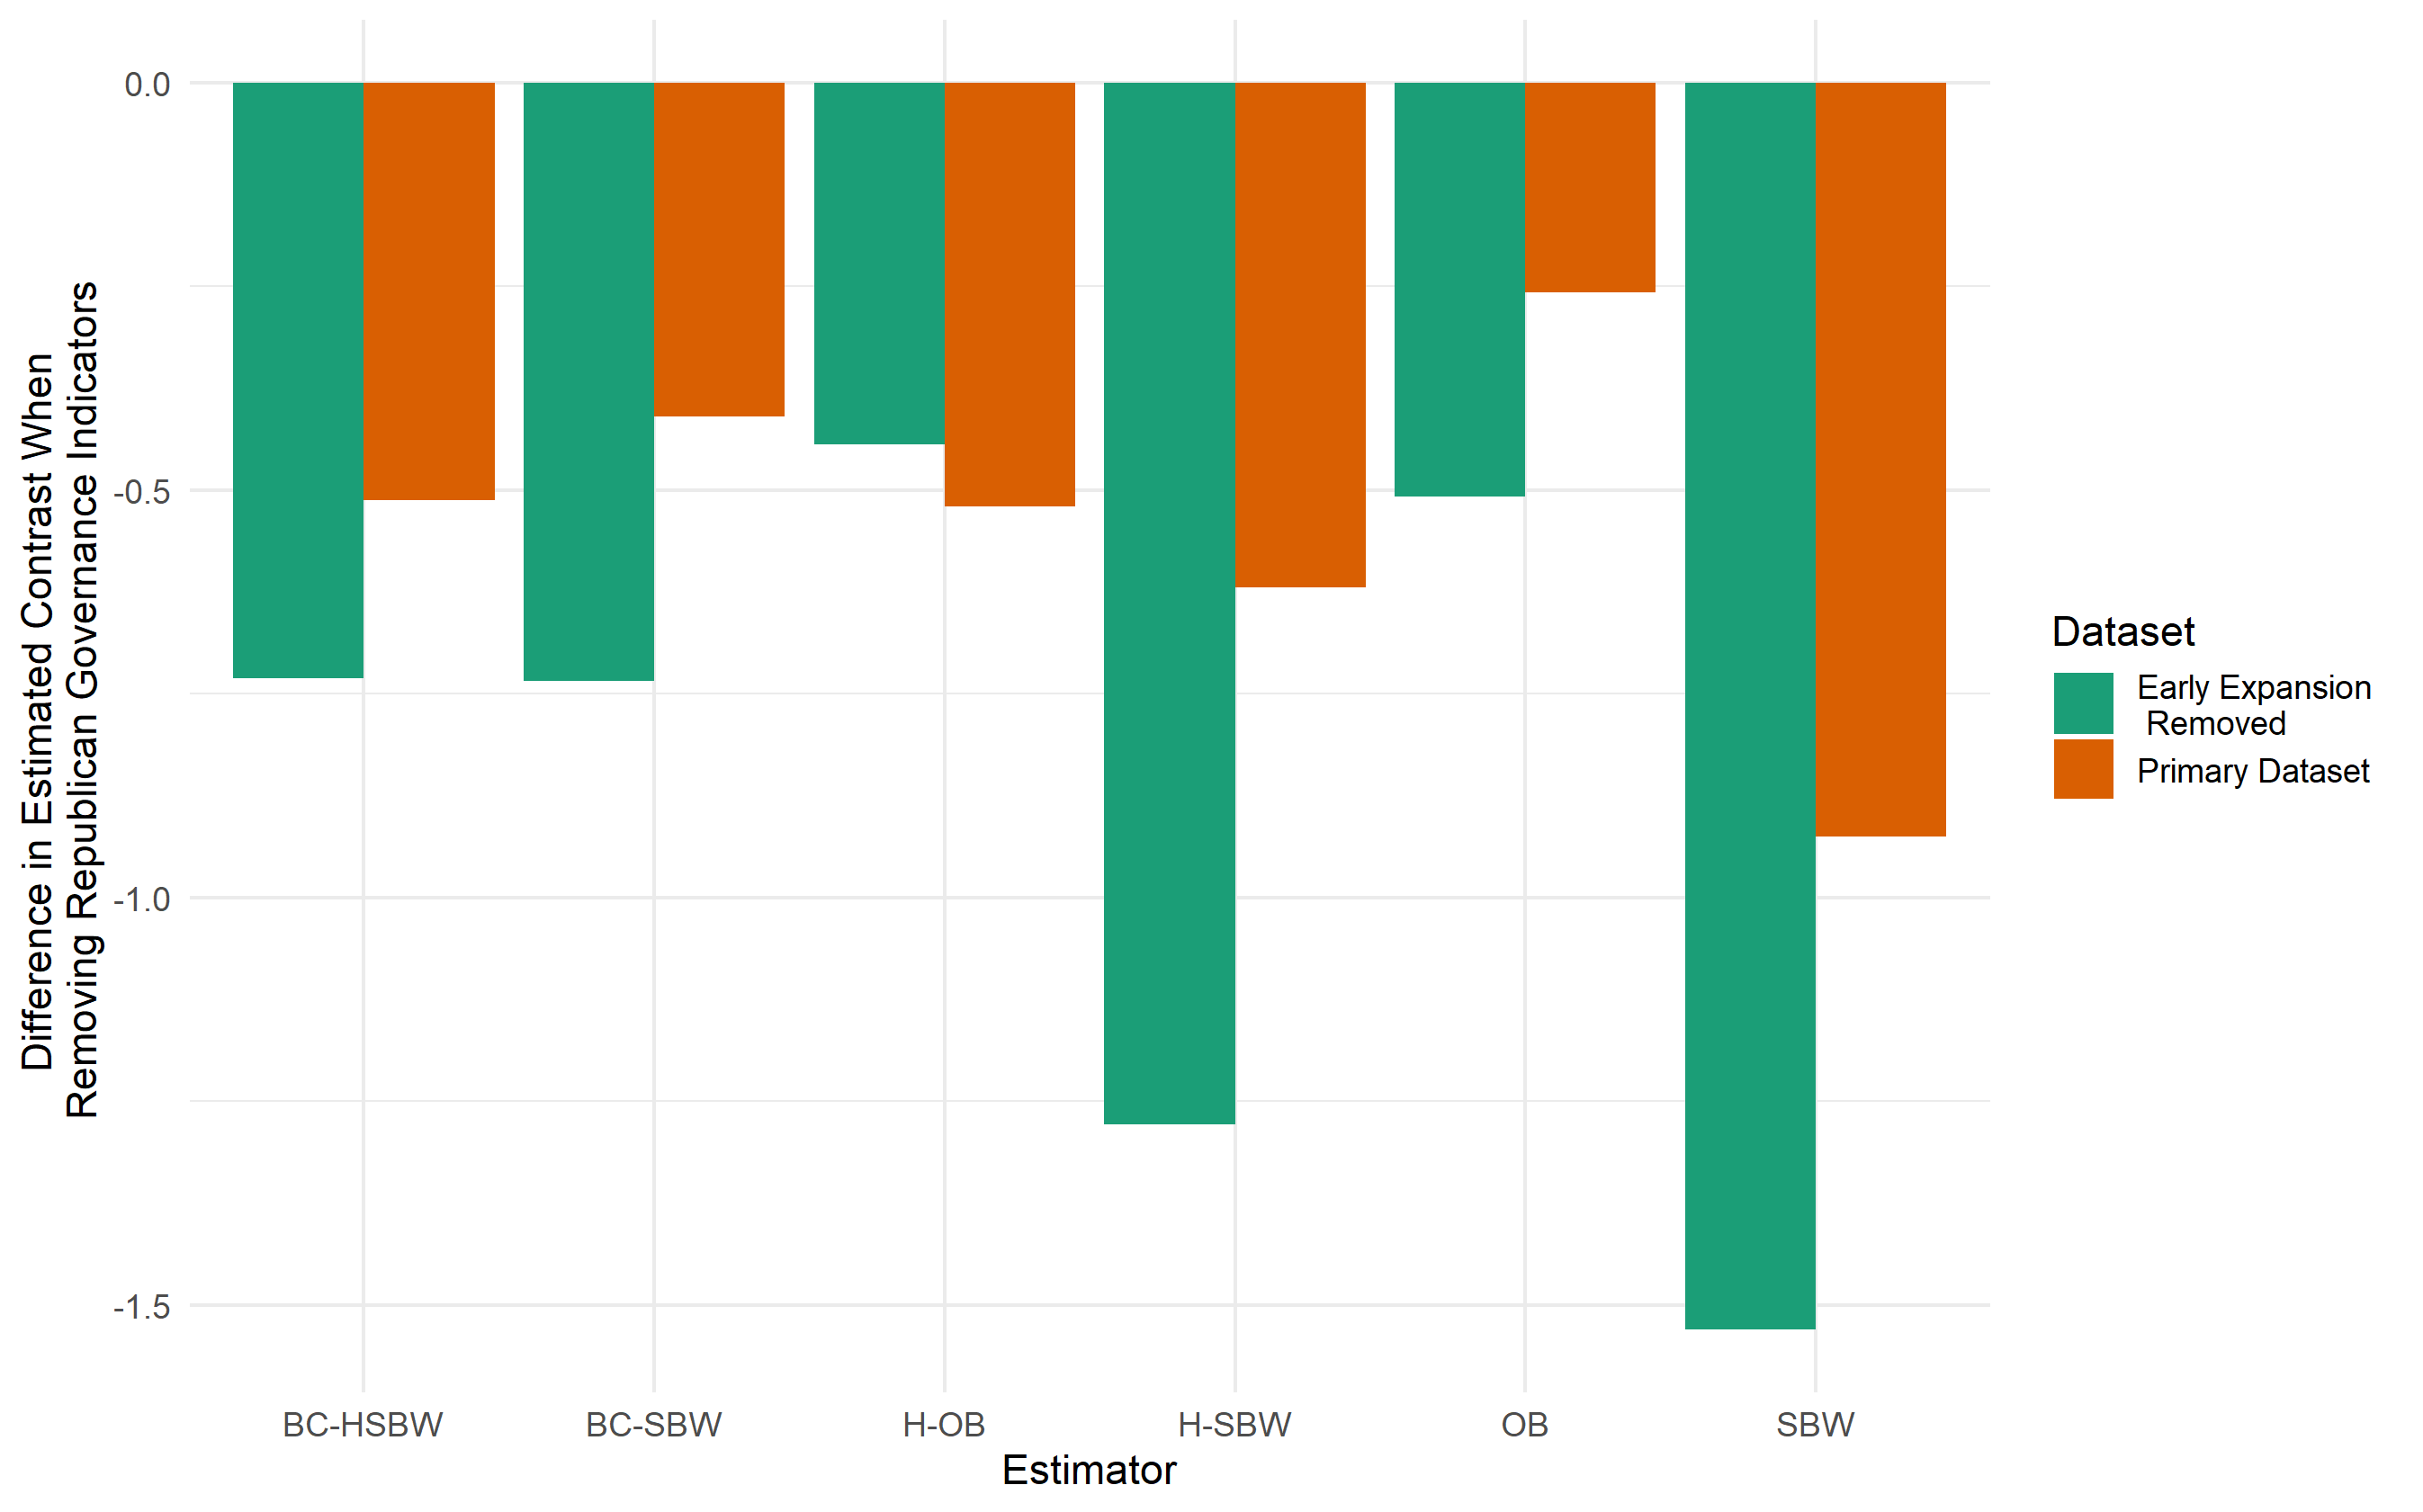 Difference in Estimated Contrast When
Removing Republican Governance Indicators
0.0
-0.5
-1.0
-1.5
BC-HSBW
BC-SBW
H-OB
H-SBW
OB
SBW
Estimator
Dataset
Early Expansion
Removed
Primary Dataset